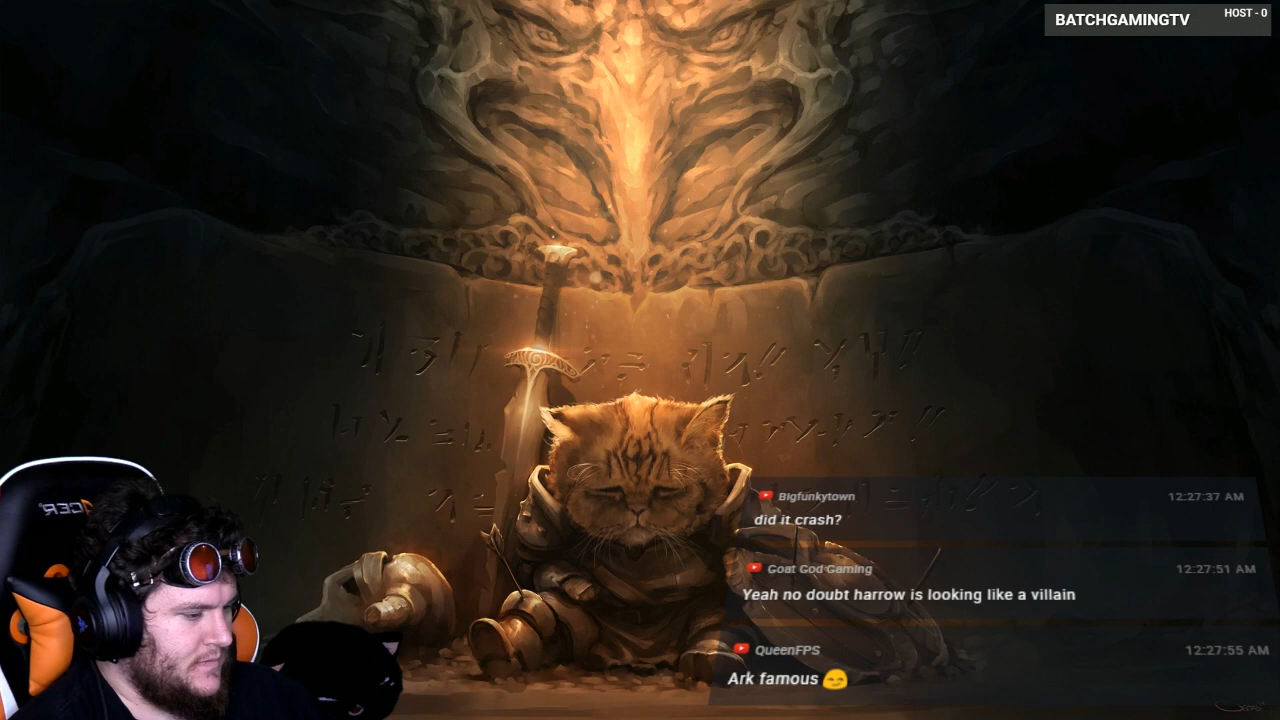 BATCHGAMINGTV
HOST - 0
Bigfunkytown 12:27:37 AM
did it crash?
Goat God Gaming 12:27:51 AM
Yeah no doubt harrow is looking like a villain
QueenFPS 12:27:55 AM
Ark famous 😏